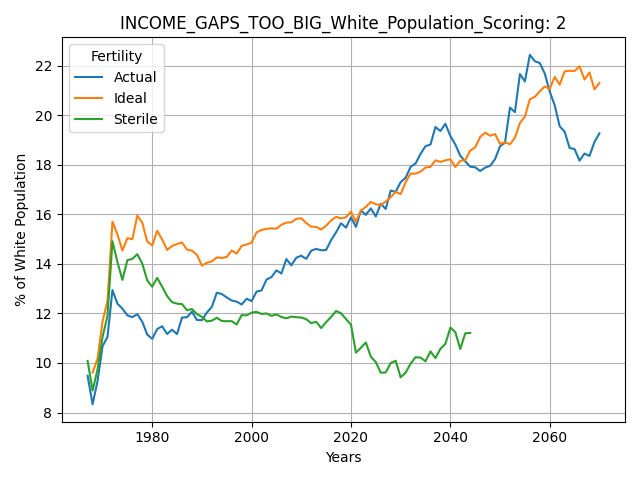 INCOME_GAPS_TOO_BIG_White_Population_Scoring: 2
Fertility
Actual
Ideal
Sterile
% of White Population
22
20
18
16
14
12
10
8
1980
2000
2020
2040
2060
Years